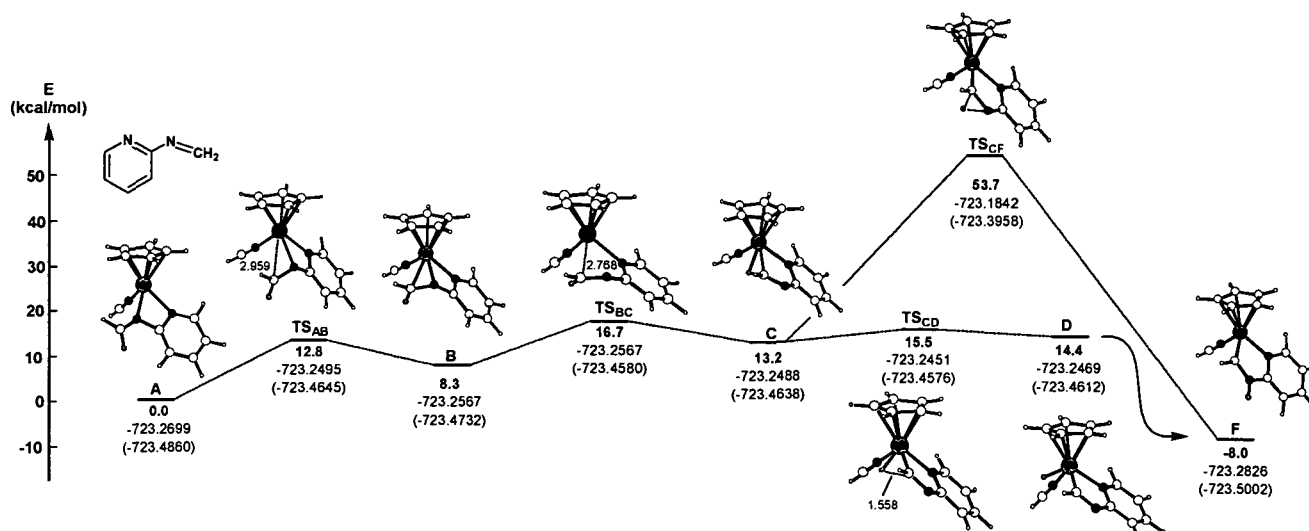 E
(kcal/mol)
50
40
30
20
10
0
-10
N
N
CH2
2.959
2.768
1.558
A
0.0
-723.2699
(-723.4860)
TSAB
12.8
-723.2495
(-723.4645)
B
8.3
-723.2567
(-723.4732)
TSBC
16.7
-723.2567
(-723.4580)
C
13.2
-723.2488
(-723.4638)
TSCF
53.7
-723.1842
(-723.3958)
TSCD
15.5
-723.2451
(-723.4576)
D
14.4
-723.2469
(-723.4612)
F
-8.0
-723.2826
(-723.5002)